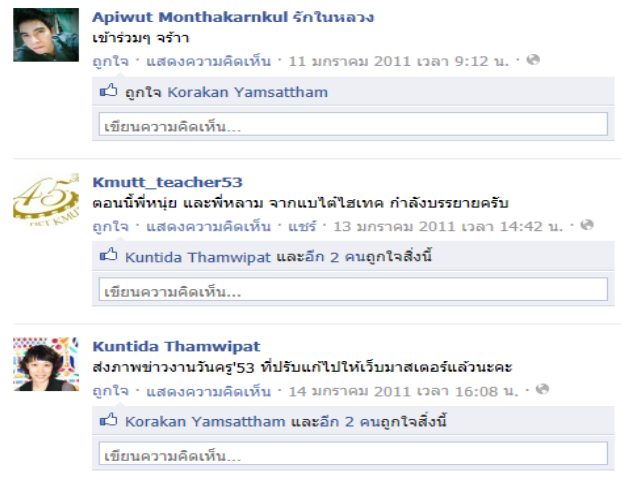 Apiwut Monthakarnkul รักในหลวง
เข้าร่วมๆ จร้าา
ถูกใจ · แสดงความคิดเห็น · 11 มกราคม 2011 เวลา 9:12 น. ·
ถูกใจ Korakan Yamsattham
เขียนความคิดเห็น...
45
PIET KMUT
Kmutt_teacher53
ตอนนี้พี่หนุ่ย และพี่หลาม จากแบไต๋ไฮเทค กำลังบรรยายครับ
ถูกใจ · แสดงความคิดเห็น · แชร์ · 13 มกราคม 2011 เวลา 14:42 น. ·
Kuntida Thamwipat และอีก 2 คนถูกใจสิ่งนี้
เขียนความคิดเห็น...
Kuntida Thamwipat
ส่งภาพข่าวงานวันครู'53 ที่ปรับแก้ไปให้เว็บมาสเตอร์แล้วนะคะ
ถูกใจ · แสดงความคิดเห็น · 14 มกราคม 2011 เวลา 16:08 น. ·
Korakan Yamsattham และอีก 2 คนถูกใจสิ่งนี้
เขียนความคิดเห็น...